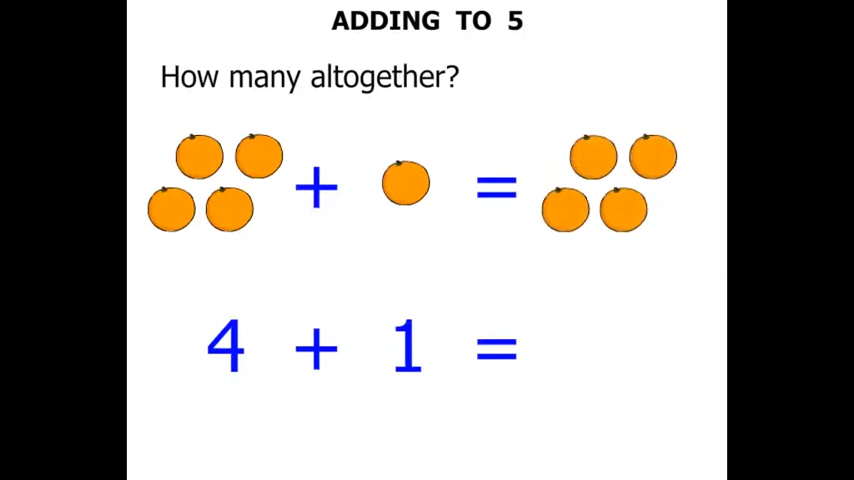 ADDING TO 5
How many altogether?
+ =
4 + 1 =